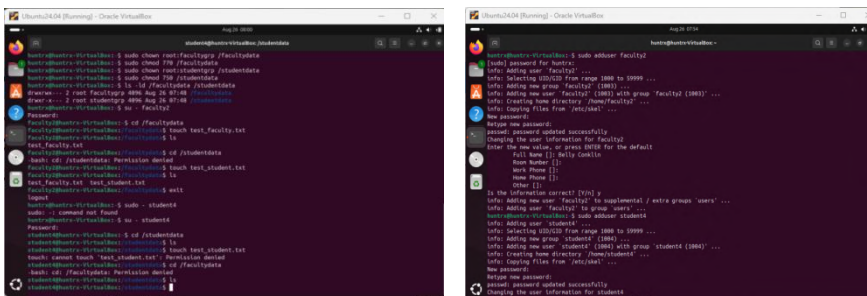 Ubuntu24.04 [Running] - Oracle VirtualBox
Aug 26 08:00
student4@huntrx-VirtualBox: /studentdata
huntrx@huntrx-VirtualBox:~$ sudo chown root:facultygrp /facultydata
huntrx@huntrx-VirtualBox:~$ sudo chmod 770 /facultydata
huntrx@huntrx-VirtualBox:~$ sudo chown root:studentgrp /studentdata
huntrx@huntrx-VirtualBox:~$ sudo chmod 750 /studentdata
huntrx@huntrx-VirtualBox:~$ ls -ld /facultydata /studentdata
drwxrwx--- 2 root facultygrp 4096 Aug 26 07:48 /facultydata
drwxr-x--- 2 root studentgrp 4096 Aug 26 07:48 /studentdata
huntrx@huntrx-VirtualBox:~$ su - faculty2
Password:
faculty2@huntrx-VirtualBox:~$ cd /facultydata
faculty2@huntrx-VirtualBox:/facultydata$ touch test_faculty.txt
faculty2@huntrx-VirtualBox:/facultydata$ ls
test_faculty.txt
faculty2@huntrx-VirtualBox:/facultydata$ cd /studentdata
-bash: cd: /studentdata: Permission denied
faculty2@huntrx-VirtualBox:/facultydata$ touch test_student.txt
faculty2@huntrx-VirtualBox:/facultydata$ ls
test_faculty.txt test_student.txt
faculty2@huntrx-VirtualBox:/facultydata$ exit
logout
huntrx@huntrx-VirtualBox:~$ sudo - student4
sudo: -: command not found
huntrx@huntrx-VirtualBox:~$ su - student4
Password:
student4@huntrx-VirtualBox:~$ cd /studentdata
student4@huntrx-VirtualBox:/studentdata$ ls
student4@huntrx-VirtualBox:/studentdata$ touch test_student.txt
touch: cannot touch 'test_student.txt': Permission denied
student4@huntrx-VirtualBox:/studentdata$ cd /facultydata
-bash: cd: /facultydata: Permission denied
student4@huntrx-VirtualBox:/studentdata$ ls
student4@huntrx-VirtualBox:/studentdata$
Ubuntu24.04 [Running] - Oracle VirtualBox
Aug 26 07:54
huntrx@huntrx-VirtualBox: ~
huntrx@huntrx-VirtualBox:~$ sudo adduser faculty2
[sudo] password for huntrx:
info: Adding user `faculty2' ...
info: Selecting UID/GID from range 1000 to 59999 ...
info: Adding new group `faculty2' (1003) ...
info: Adding new user `faculty2' (1003) with group `faculty2 (1003)' ...
info: Creating home directory `/home/faculty2' ...
info: Copying files from `/etc/skel' ...
New password:
Retype new password:
passwd: password updated successfully
Changing the user information for faculty2
Enter the new value, or press ENTER for the default
Full Name []: Belly Conklin
Room Number []:
Work Phone []:
Home Phone []:
Other []:
Is the information correct? [Y/n] y
info: Adding new user `faculty2' to supplemental / extra groups `users' ...
info: Adding user `faculty2' to group `users' ...
huntrx@huntrx-VirtualBox:~$ sudo adduser student4
info: Adding user `student4' ...
info: Selecting UID/GID from range 1000 to 59999 ...
info: Adding new group `student4' (1004) ...
info: Adding new user `student4' (1004) with group `student4 (1004)' ...
info: Creating home directory `/home/student4' ...
info: Copying files from `/etc/skel' ...
New password:
Retype new password:
passwd: password updated successfully
Changing the user information for student4